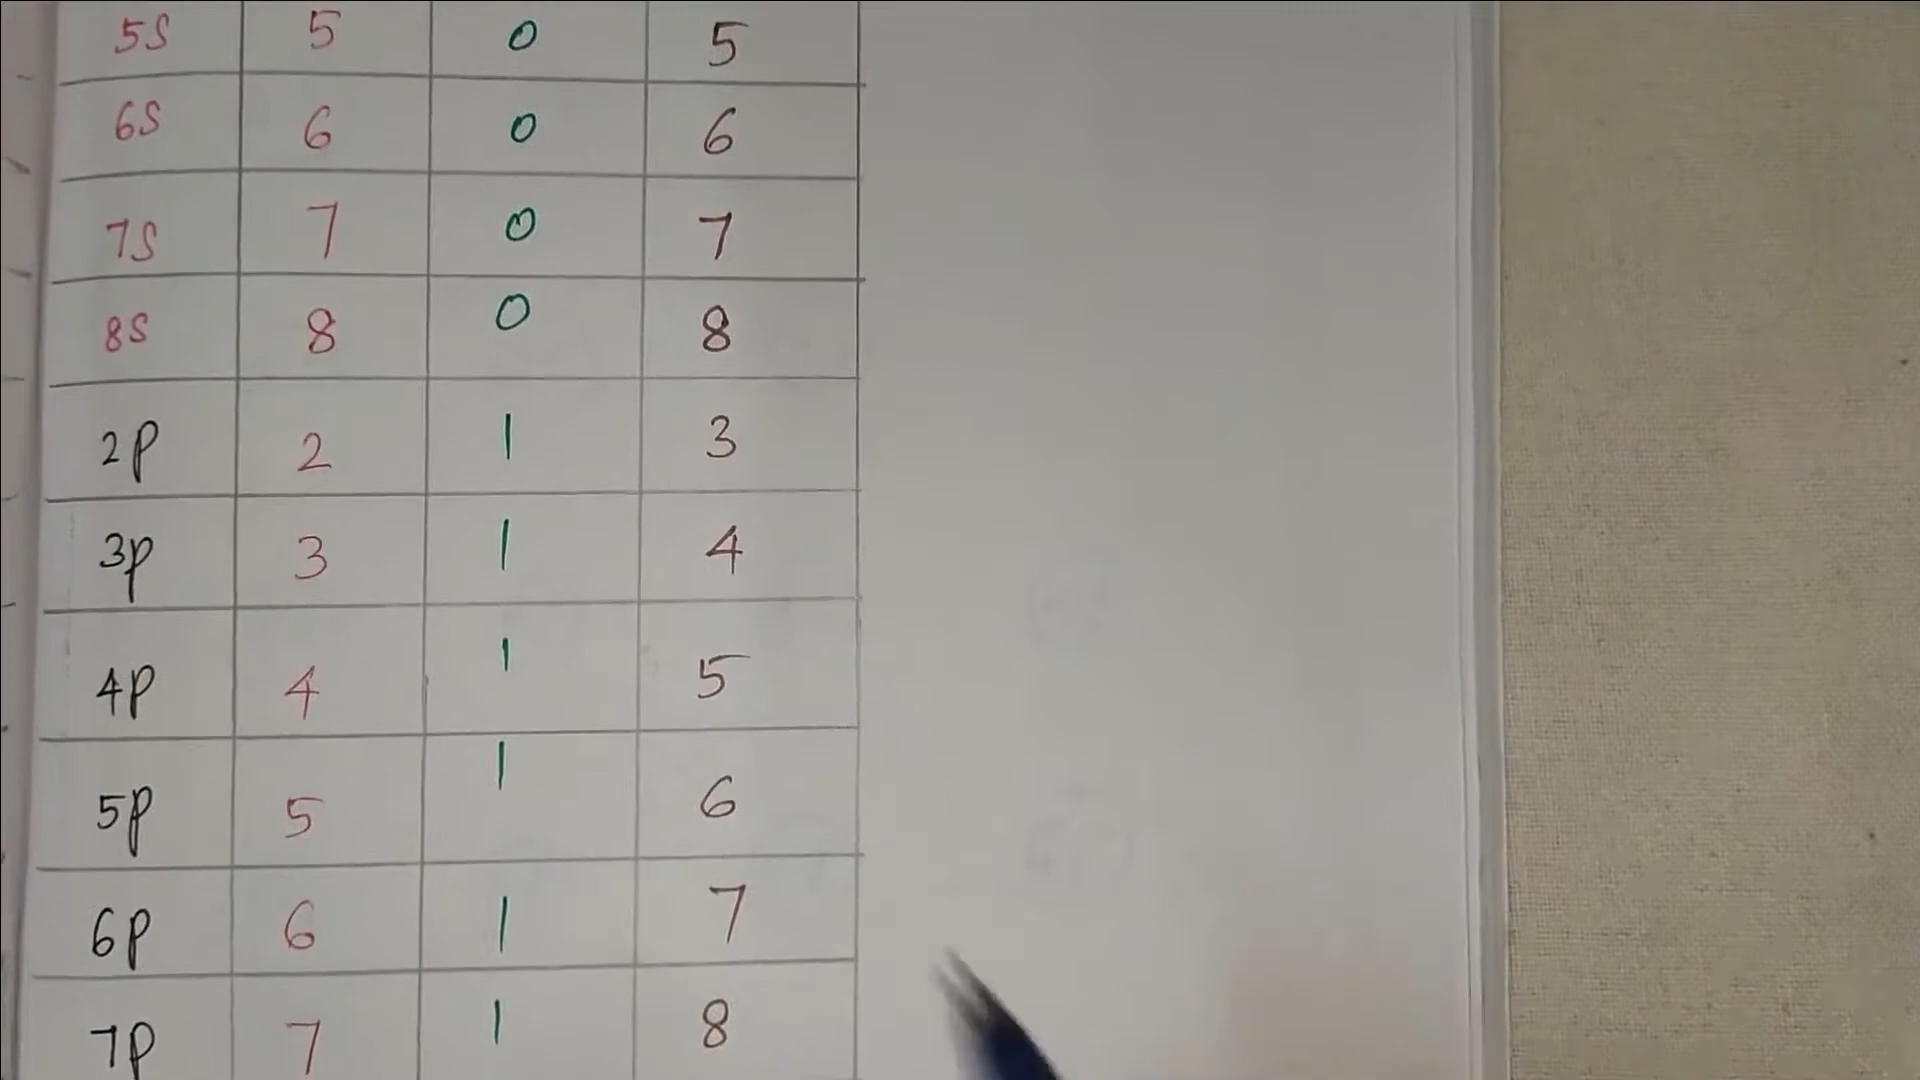 5s 5 0 5
6s 6 0 6
7s 7 0 7
8s 8 0 8
2p 2 1 3
3p 3 1 4
4p 4 1 5
5p 5 1 6
6p 6 1 7
7p 7 1 8